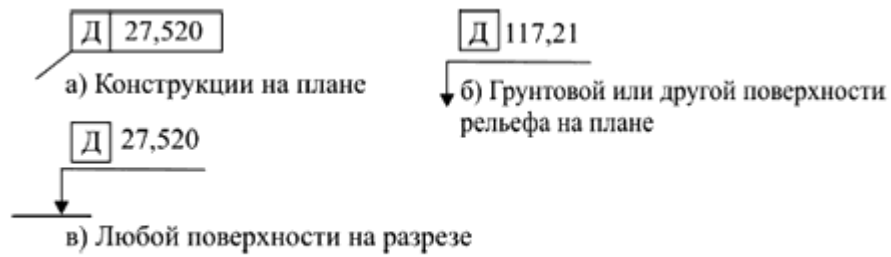 Д 27,520
а) Конструкции на плане
Д 117,21
б) Грунтовой или другой поверхности
рельефа на плане
Д 27,520
в) Любой поверхности на разрезе